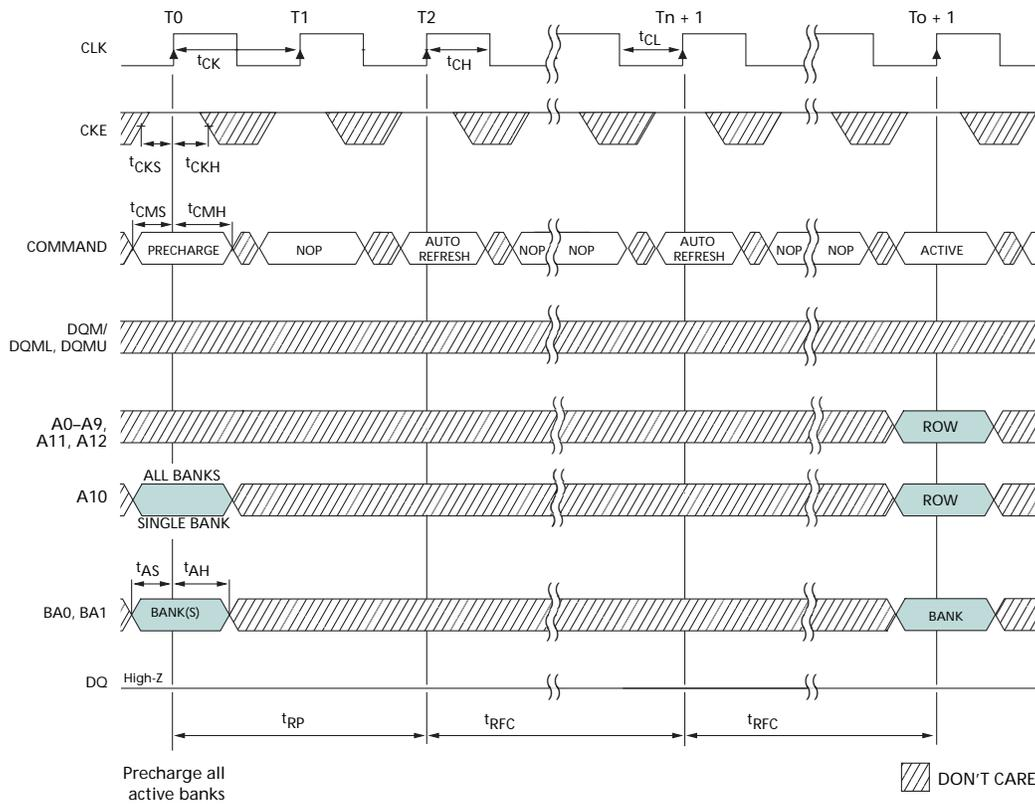 T0 T1 T2 Tn + 1 To + 1
CLK
tCK tCH tCL
CKE
tCKS tCKH
tCMS tCMH
COMMAND PRECHARGE NOP AUTO REFRESH NOP NOP AUTO REFRESH NOP NOP ACTIVE
DQM/
DQML, DQMU
A0–A9,
A11, A12
ROW
ALL BANKS
A10 ROW
SINGLE BANK
tAS tAH
BA0, BA1 BANK(S) BANK
DQ High-Z
tRP tRFC tRFC
Precharge all
active banks
DON'T CARE